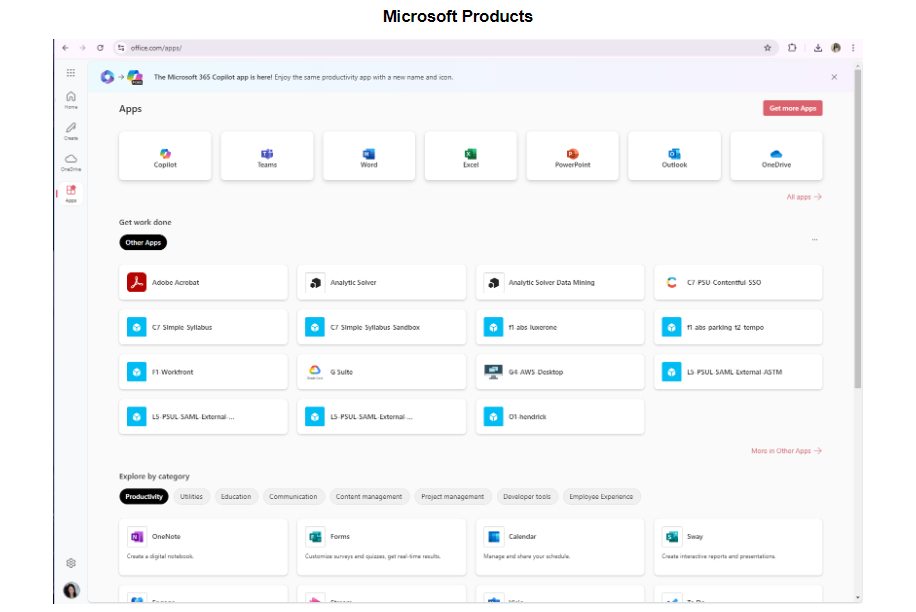 Microsoft Products
office.com/apps/
The Microsoft 365 Copilot app is here! Enjoy the same productivity app with a new name and icon.
Home
Create
OneDrive
Apps
Apps
Get more Apps
Copilot
Teams
Word
Excel
PowerPoint
Outlook
OneDrive
All apps →
Get work done
Other Apps
...
Adobe Acrobat
Analytic Solver
Analytic Solver Data Mining
C7-PSU-Contentful-SSO
C7-Simple-Syllabus
C7-Simple-Syllabus Sandbox
f1-abs-luxerone
f1-abs-parking-t2-tempo
F1-Workfront
G Suite
G4-AWS-Desktop
L5-PSUL-SAML-External-ASTM
L5-PSUL-SAML-External-...
L5-PSUL-SAML-External-...
O1-hendrick
More in Other Apps →
Explore by category
Productivity
Utilities
Education
Communication
Content management
Project management
Developer tools
Employee Experience
OneNote
Create a digital notebook.
Forms
Customize surveys and quizzes, get real-time results.
Calendar
Manage and share your schedule.
Sway
Create interactive reports and presentations.